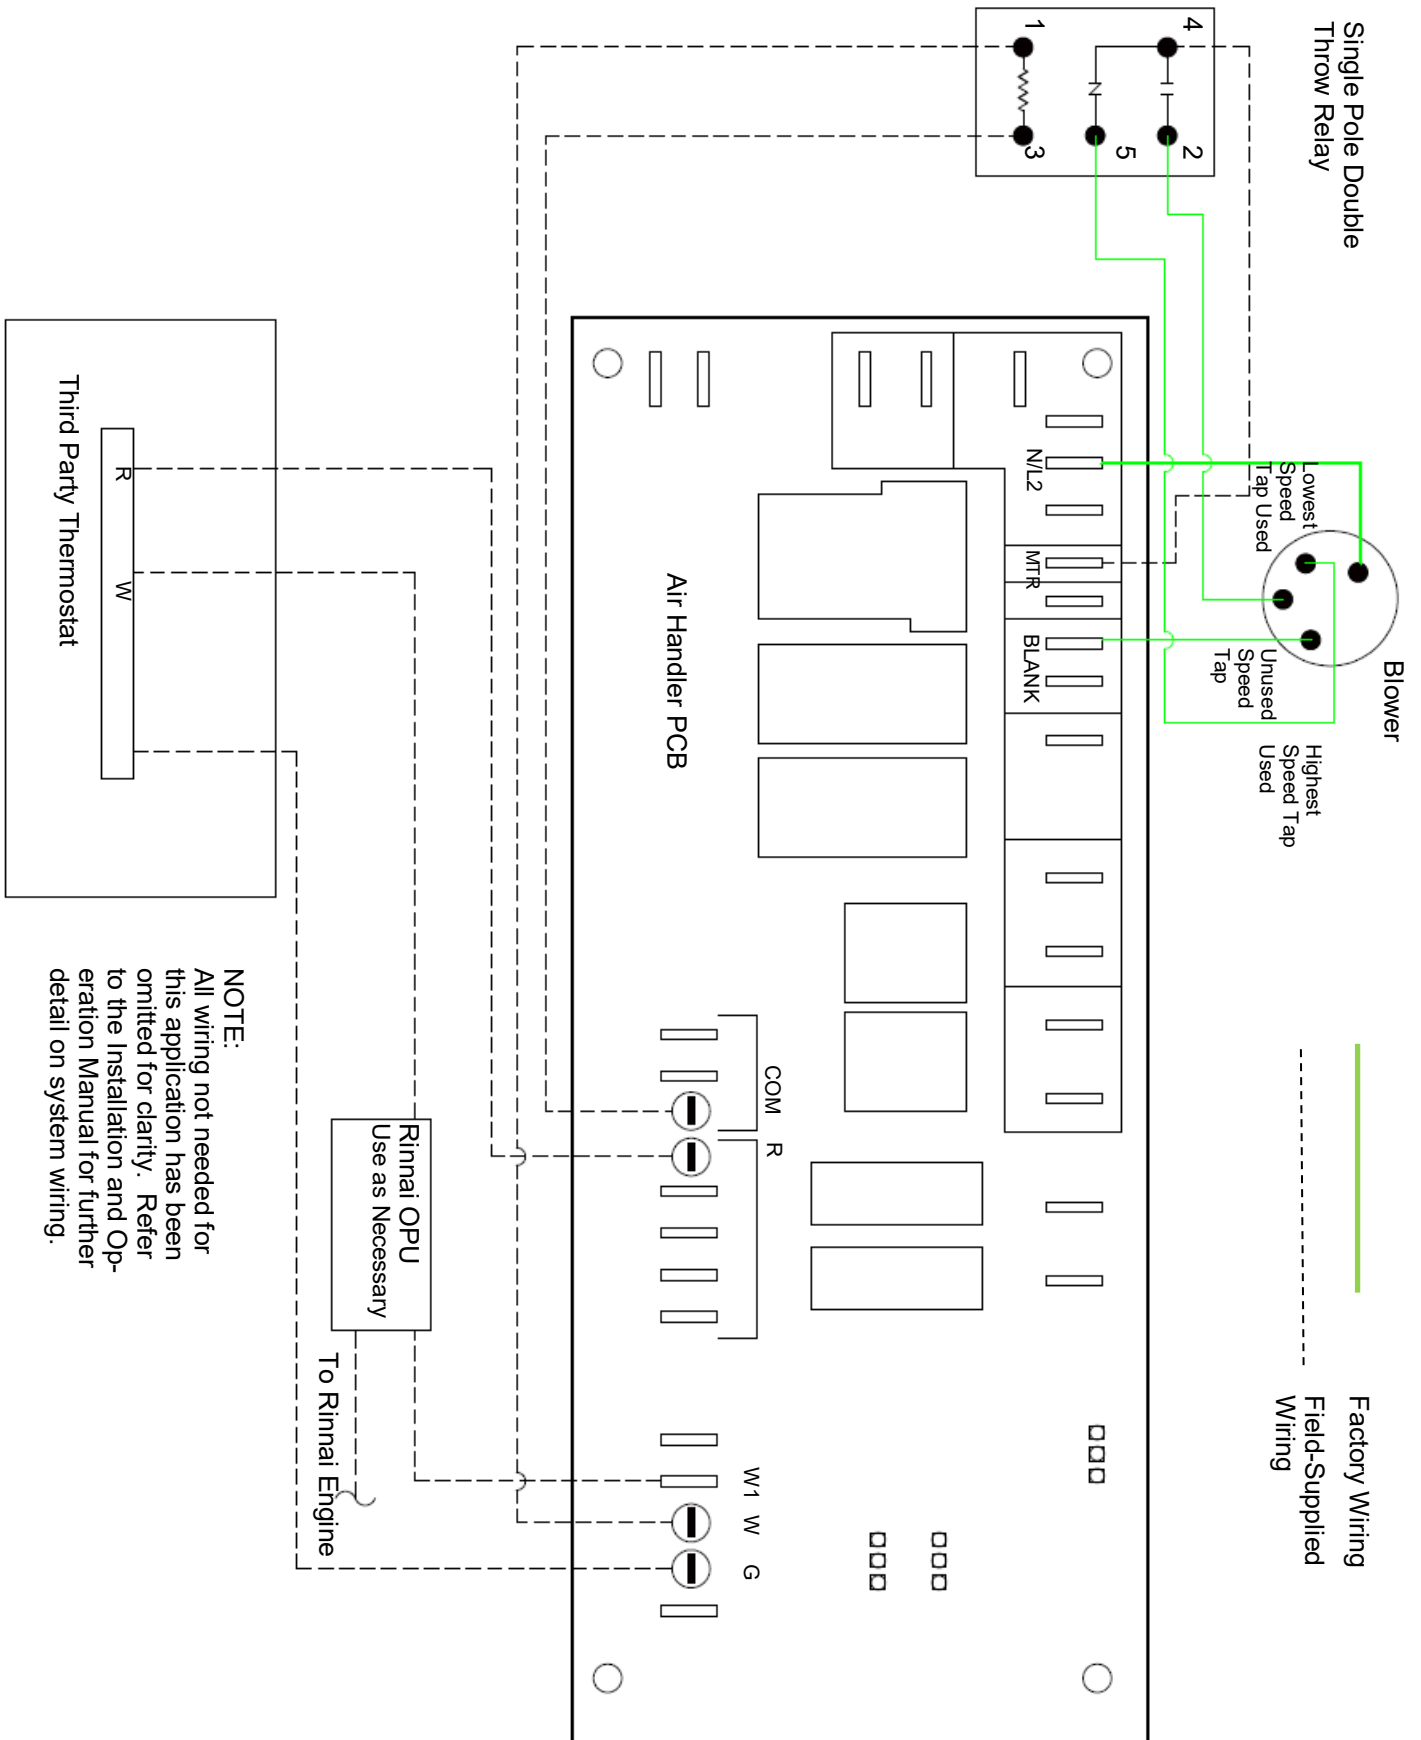 Single Pole Double
Throw Relay
4
2
5
1
3
Blower
Lowest
Speed
Tap Used
Unused
Speed
Tap
Highest
Speed Tap
Used
Factory Wiring
Field-Supplied
Wiring
N/L2
MTR
BLANK
Air Handler PCB
COM
R
W1
W
G
Rinnai OPU
Use as Necessary
To Rinnai Engine
R
W
Third Party Thermostat
NOTE:
All wiring not needed for
this application has been
omitted for clarity. Refer
to the Installation and Op-
eration Manual for further
detail on system wiring.